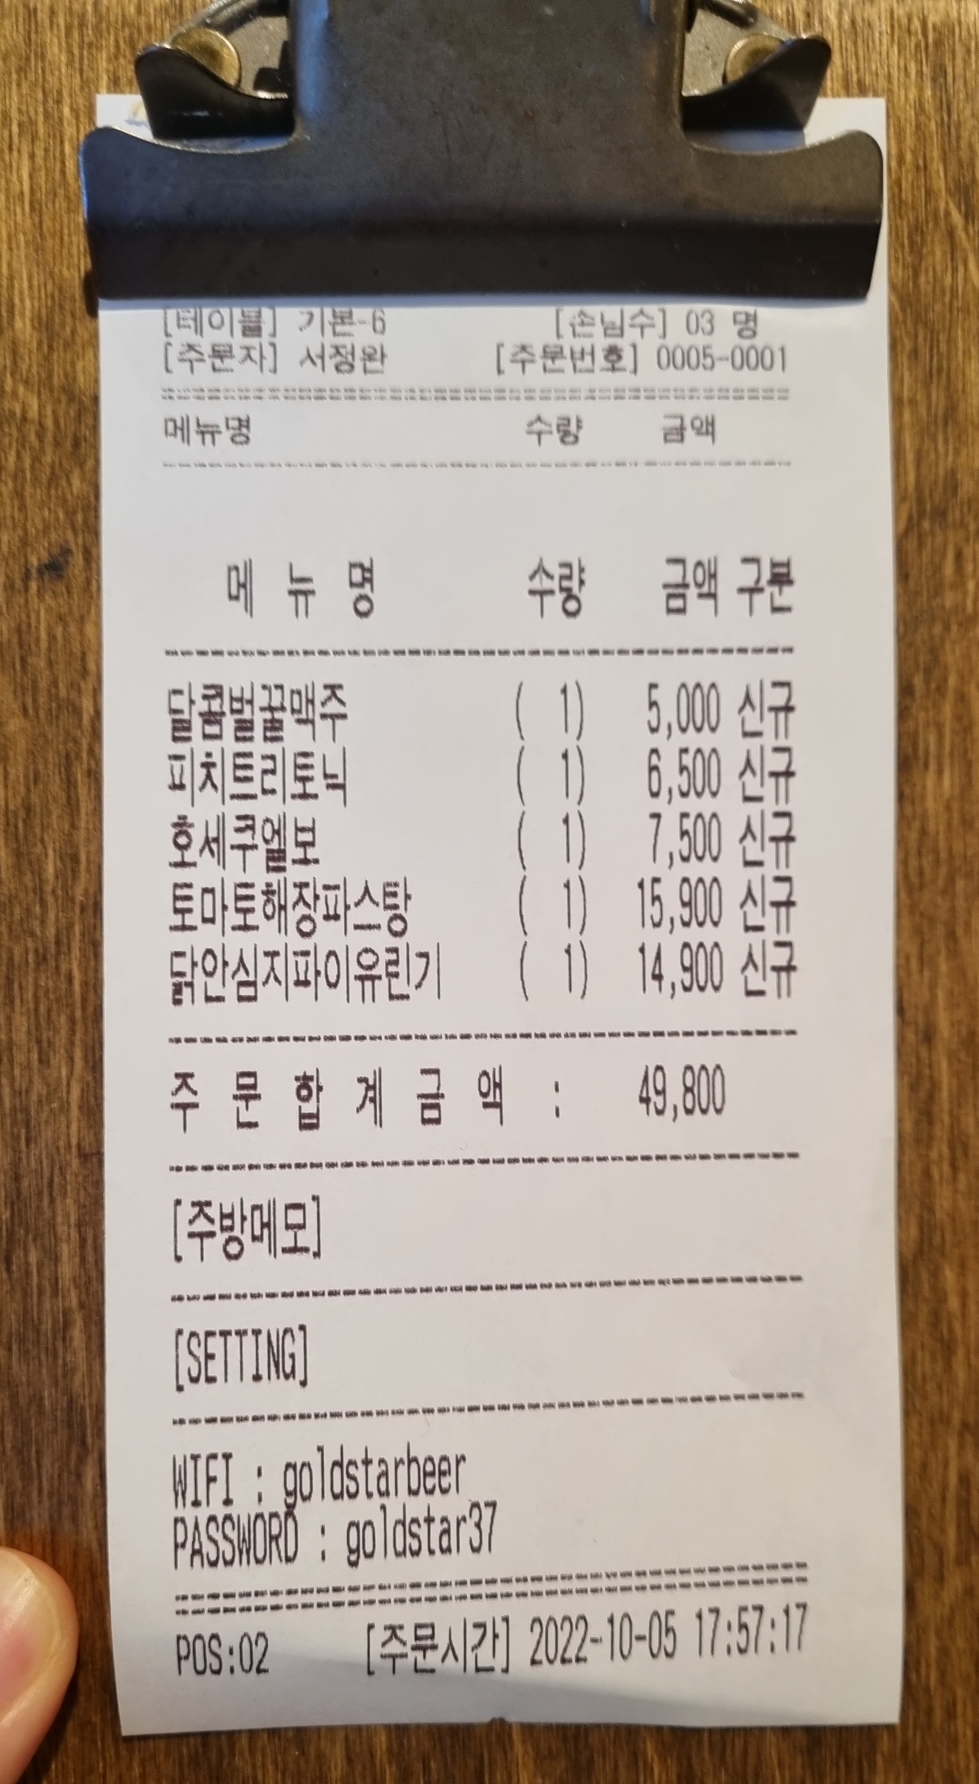 [테이블] 기본-6 [손님수] 03 명
[주문자] 서정완 [주문번호] 0005-0001
메뉴명 수량 금액
메 뉴 명 수량 금액 구분
달콤벌꿀맥주 ( 1) 5,000 신규
피치트리토닉 ( 1) 6,500 신규
호세쿠엘보 ( 1) 7,500 신규
토마토해장파스탕 ( 1) 15,900 신규
닭안심지파이유린기 ( 1) 14,900 신규
주 문 합 계 금 액 : 49,800
[주방메모]
[SETTING]
WIFI : goldstarbeer
PASSWORD : goldstar37
POS:02 [주문시간] 2022-10-05 17:57:17